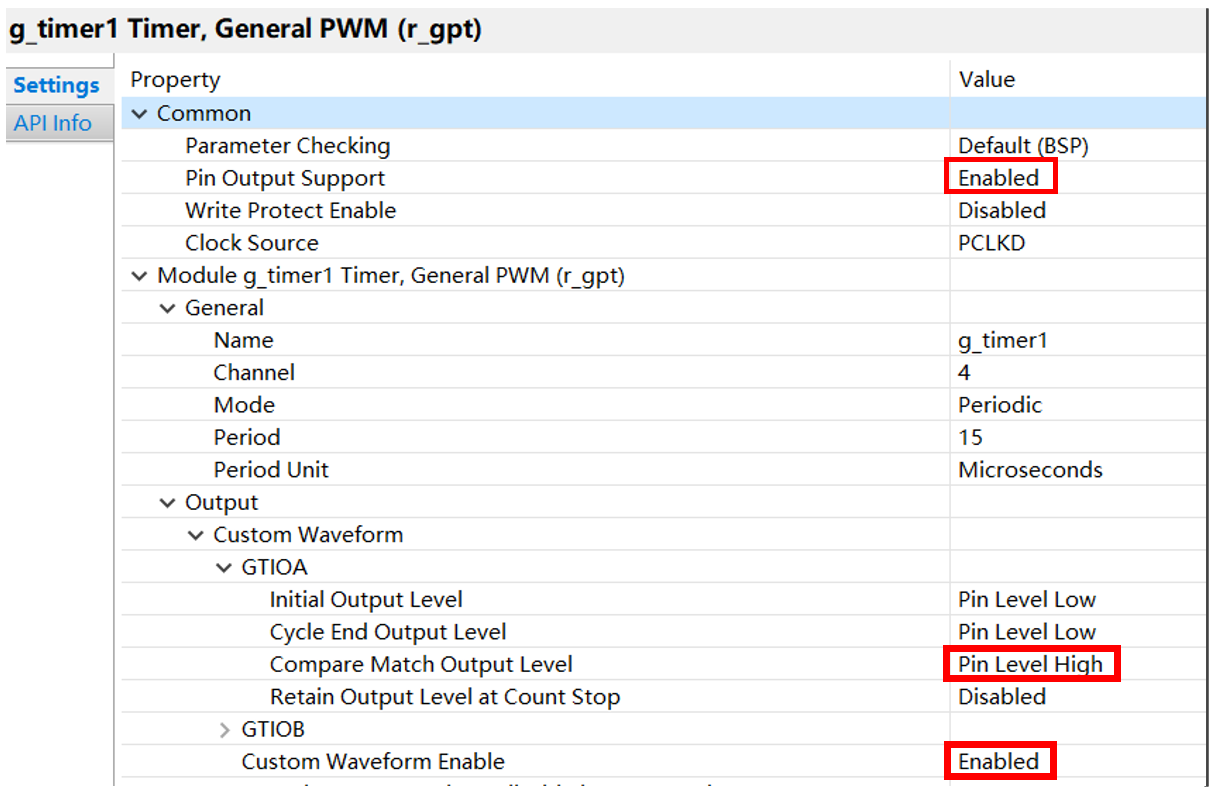 g_timer1 Timer, General PWM (r_gpt)
Settings
API Info
Property Value
Common
Parameter Checking Default (BSP)
Pin Output Support Enabled
Write Protect Enable Disabled
Clock Source PCLKD
Module g_timer1 Timer, General PWM (r_gpt)
General
Name g_timer1
Channel 4
Mode Periodic
Period 15
Period Unit Microseconds
Output
Custom Waveform
GTIOA
Initial Output Level Pin Level Low
Cycle End Output Level Pin Level Low
Compare Match Output Level Pin Level High
Retain Output Level at Count Stop Disabled
GTIOB
Custom Waveform Enable Enabled